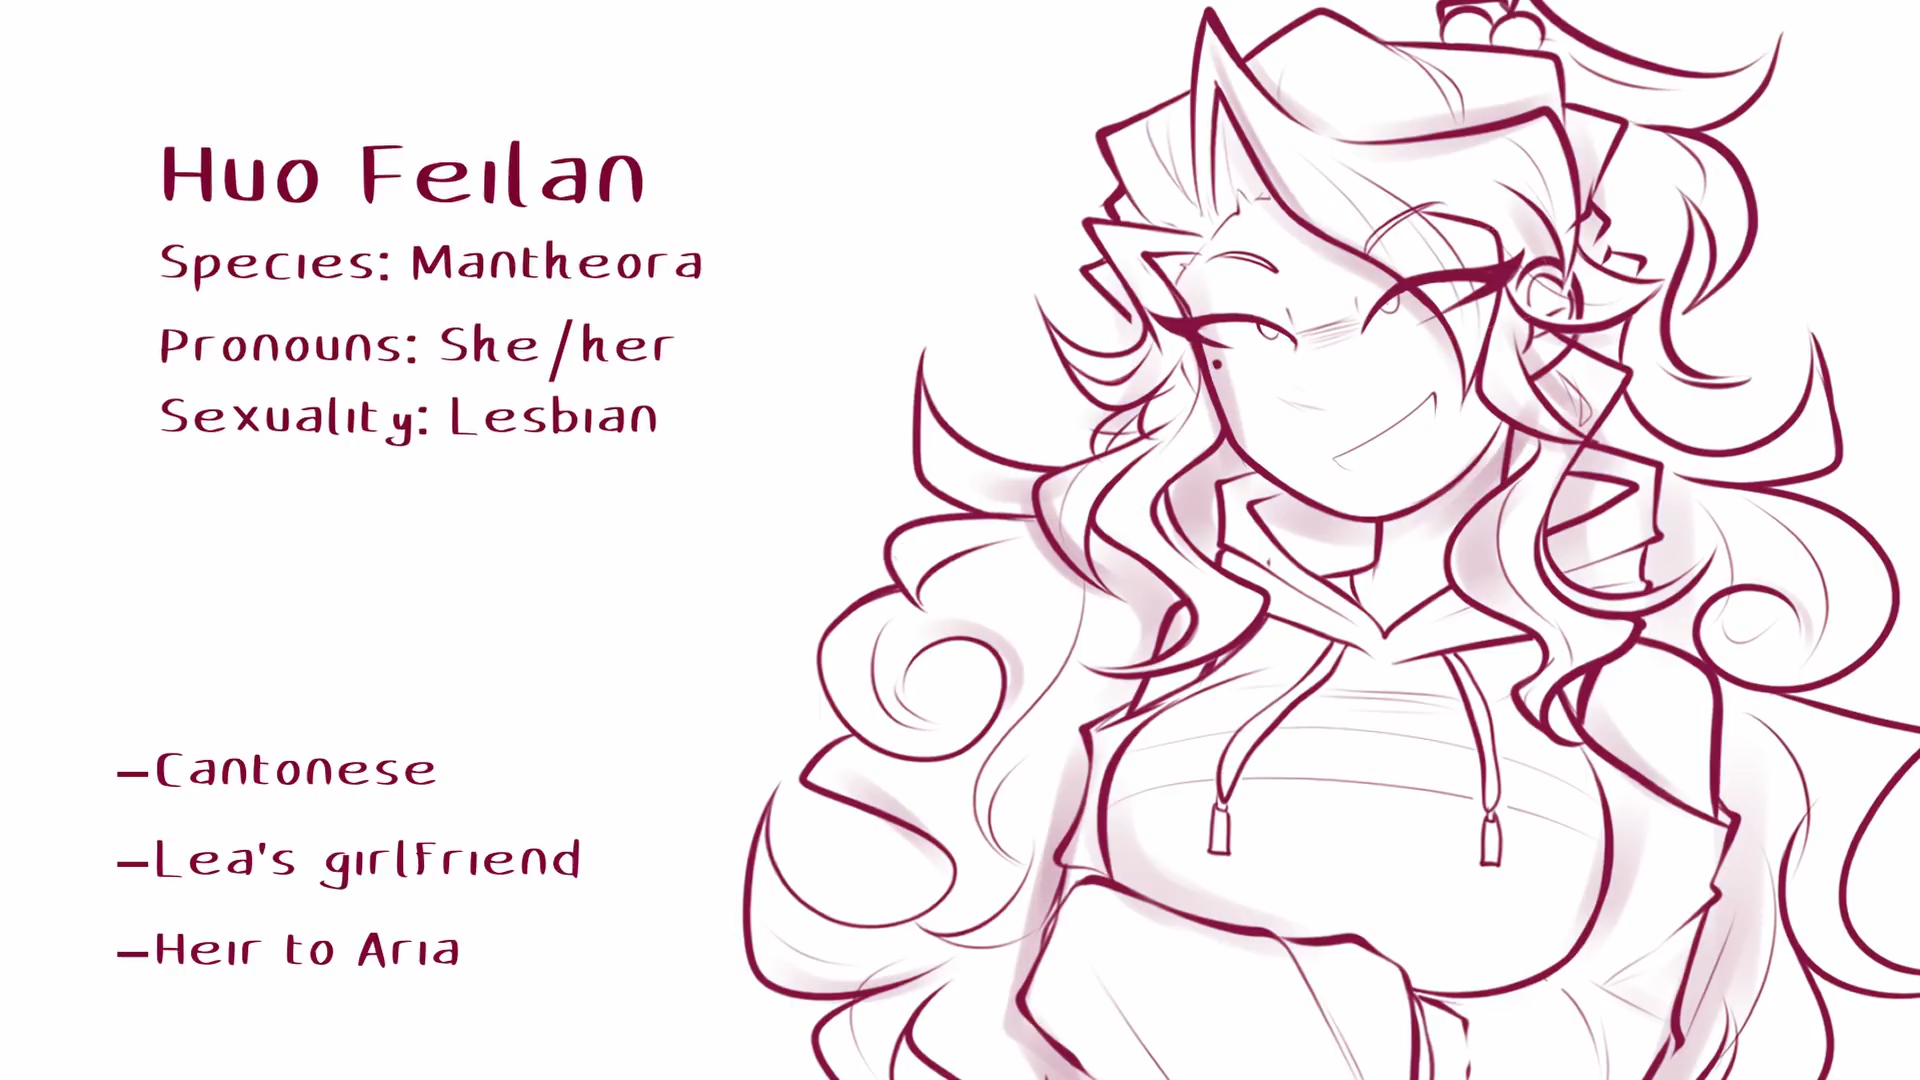 Huo Feilan
Species: Mantheora
Pronouns: She/her
Sexuality: Lesbian
–Cantonese
–Lea's girlfriend
–Heir to Aria